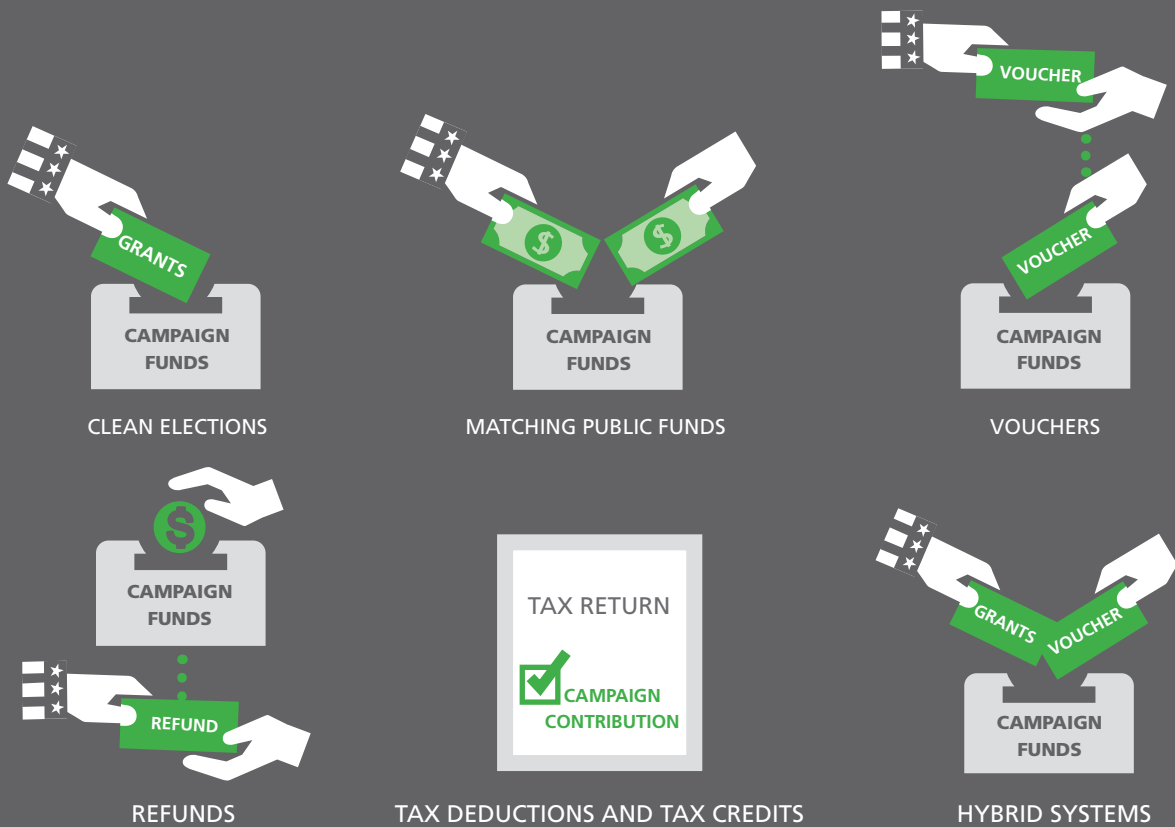 GRANTS
CAMPAIGN
FUNDS
CLEAN ELECTIONS
$
$
CAMPAIGN
FUNDS
MATCHING PUBLIC FUNDS
VOUCHER
VOUCHER
CAMPAIGN
FUNDS
VOUCHERS
$
CAMPAIGN
FUNDS
REFUND
REFUNDS
TAX RETURN
CAMPAIGN
CONTRIBUTION
TAX DEDUCTIONS AND TAX CREDITS
GRANTS
VOUCHER
CAMPAIGN
FUNDS
HYBRID SYSTEMS